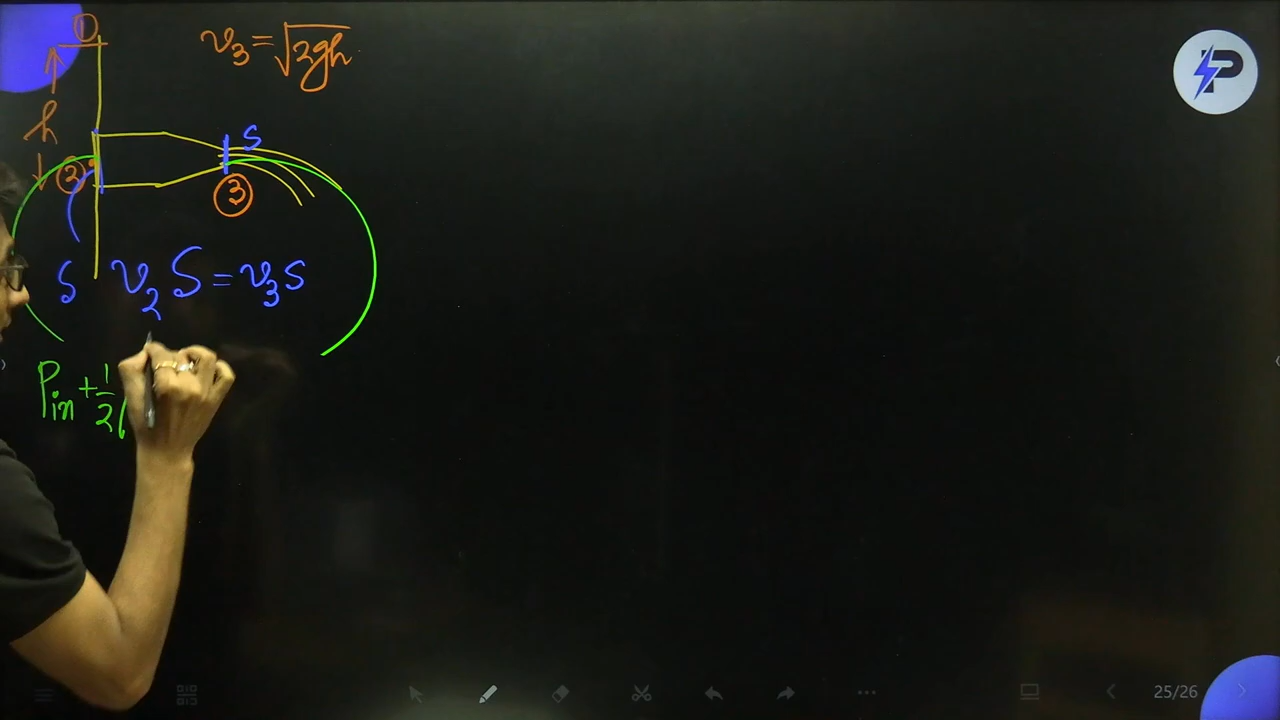 ①
v₃ = √2gh
h
S
②
③
S v₂ S = v₃ s
Pin + 1/2
P
25/26